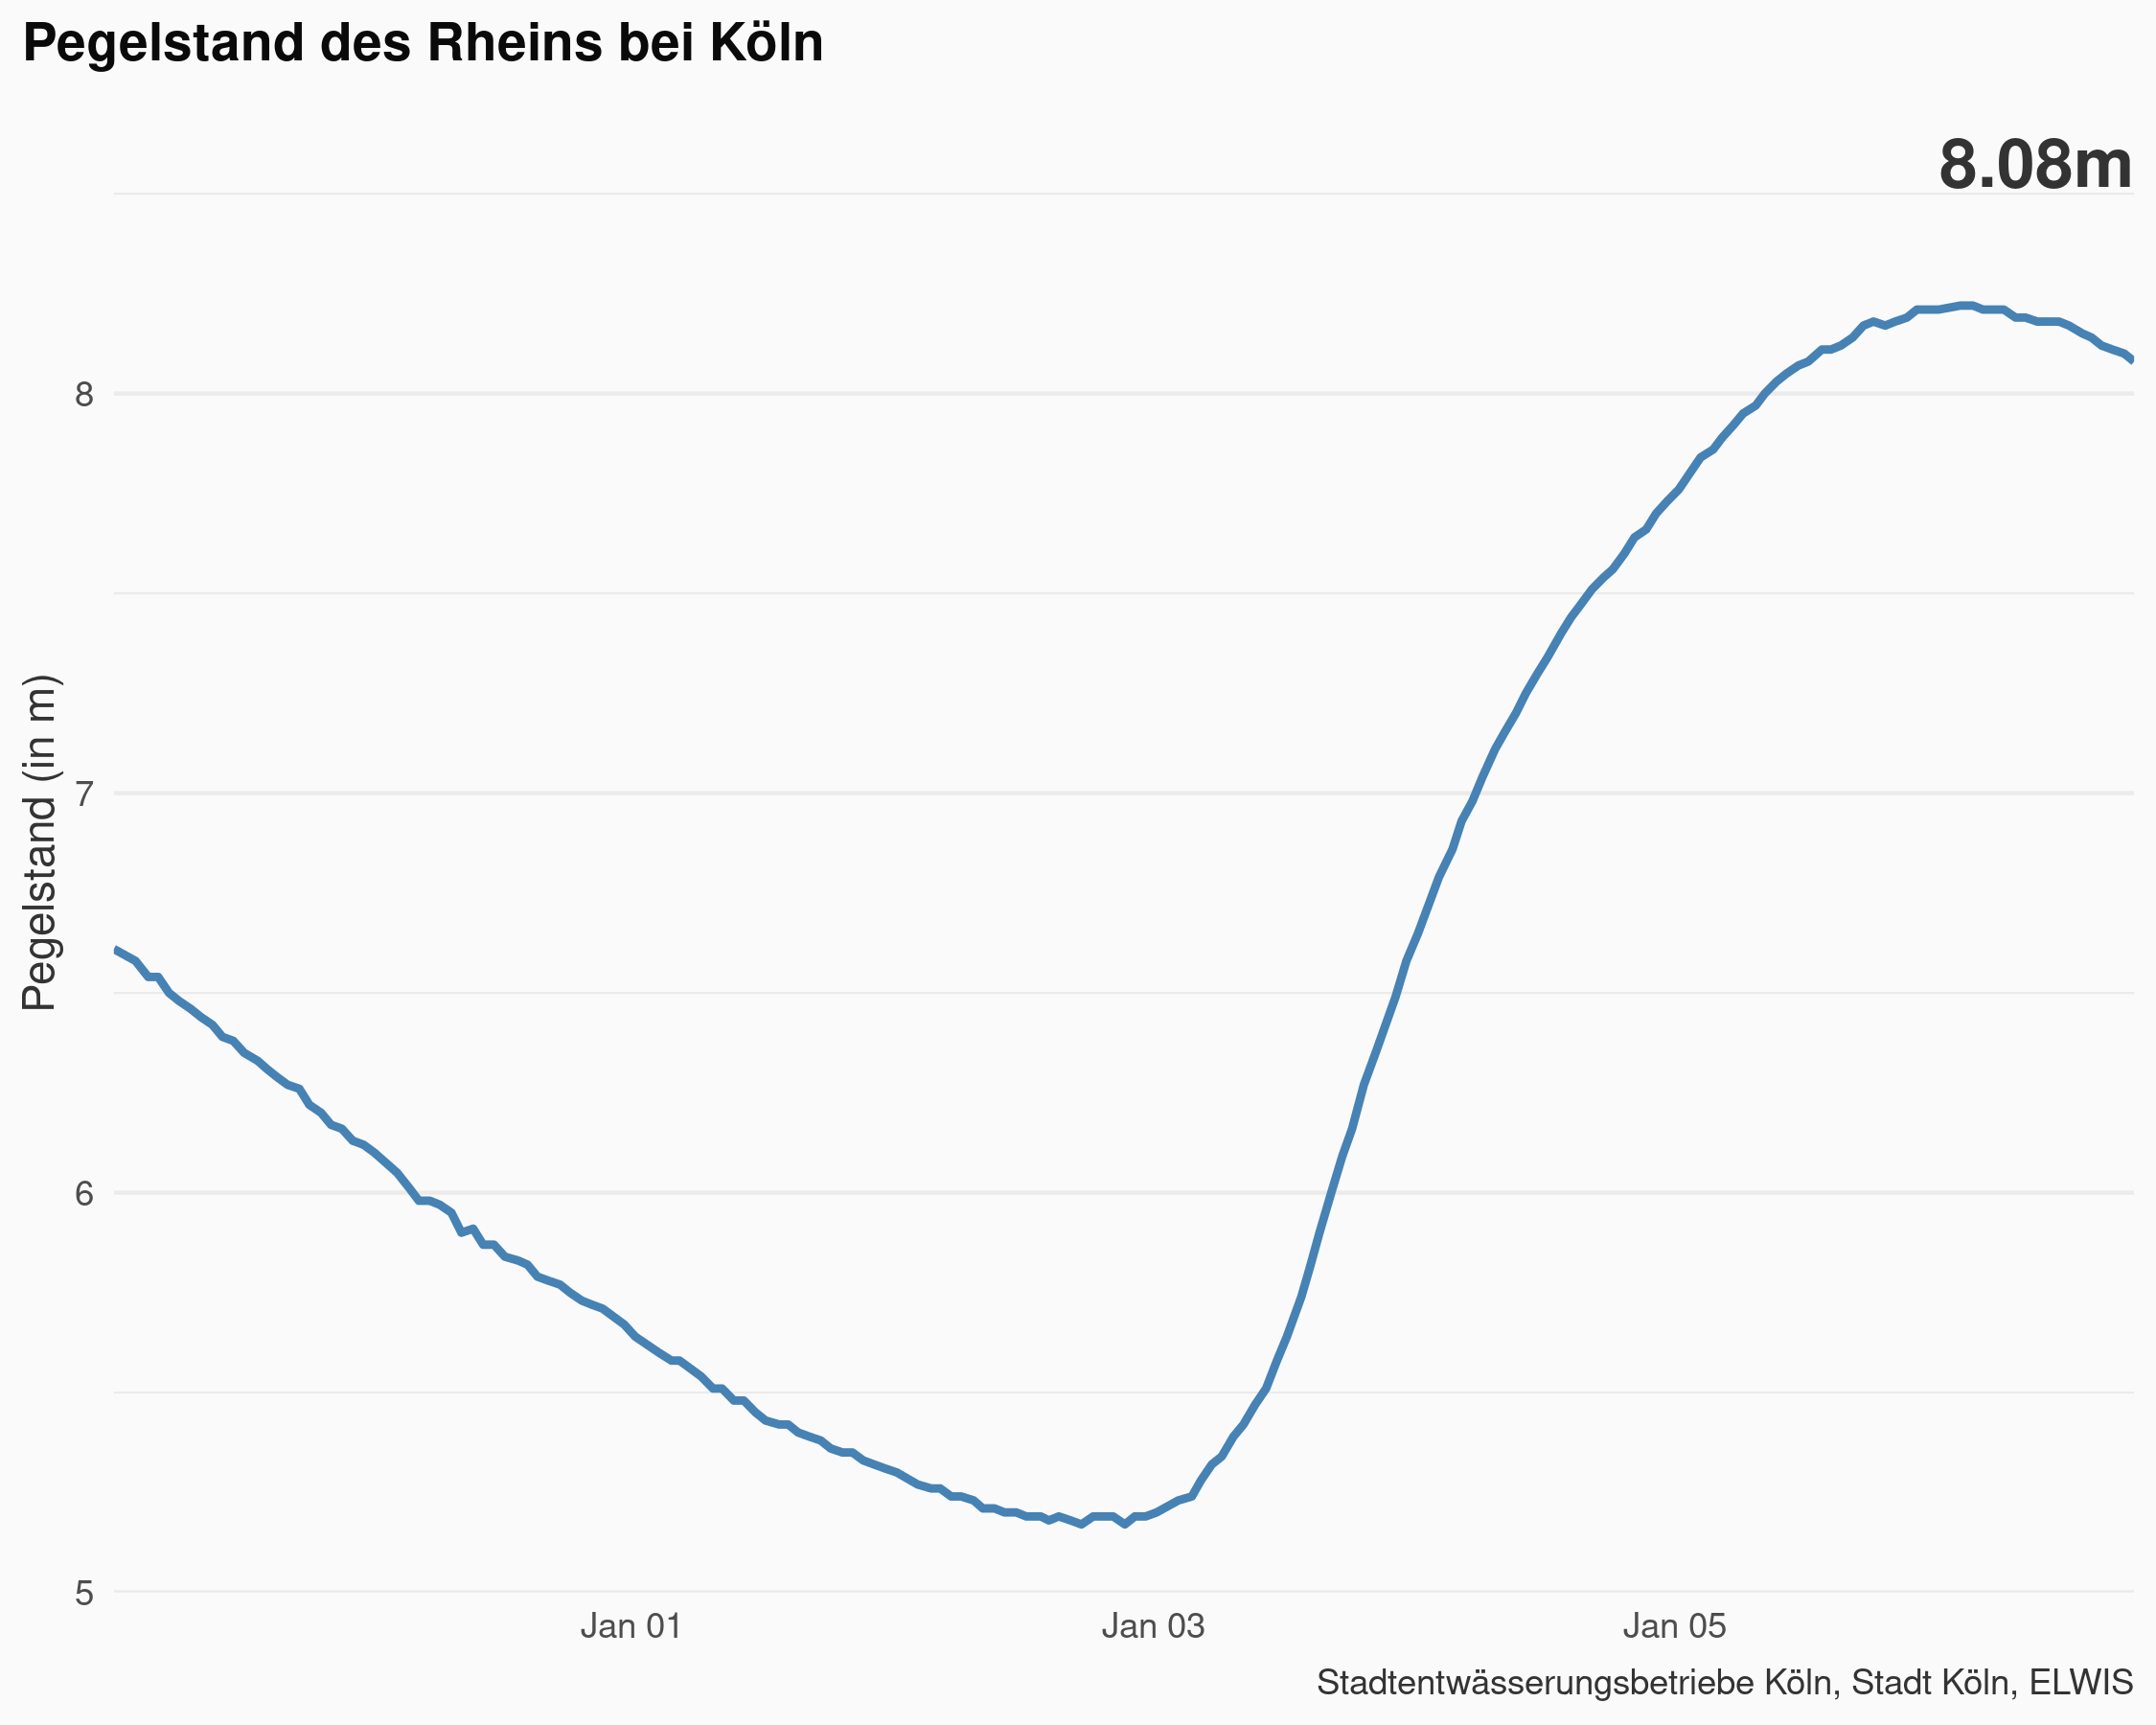 Pegelstand des Rheins bei Köln
8.08m
Pegelstand (in m)
8
7
6
5
Jan 01
Jan 03
Jan 05
Stadtentwässerungsbetriebe Köln, Stadt Köln, ELWIS